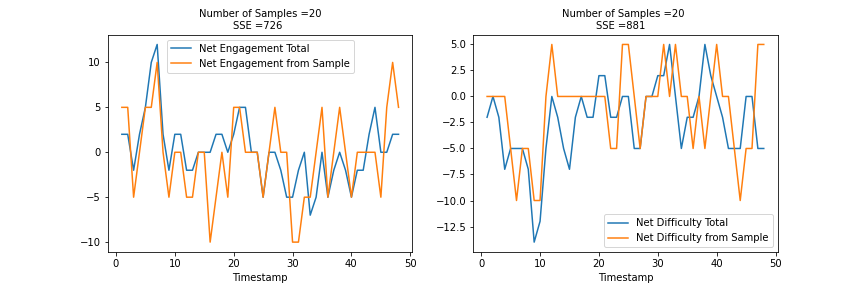 Number of Samples =20
SSE =726
Net Engagement Total
Net Engagement from Sample
10
5
0
−5
−10
0
10
20
30
40
50
Timestamp
Number of Samples =20
SSE =881
5.0
2.5
0.0
−2.5
−5.0
−7.5
−10.0
−12.5
Net Difficulty Total
Net Difficulty from Sample
0
10
20
30
40
50
Timestamp